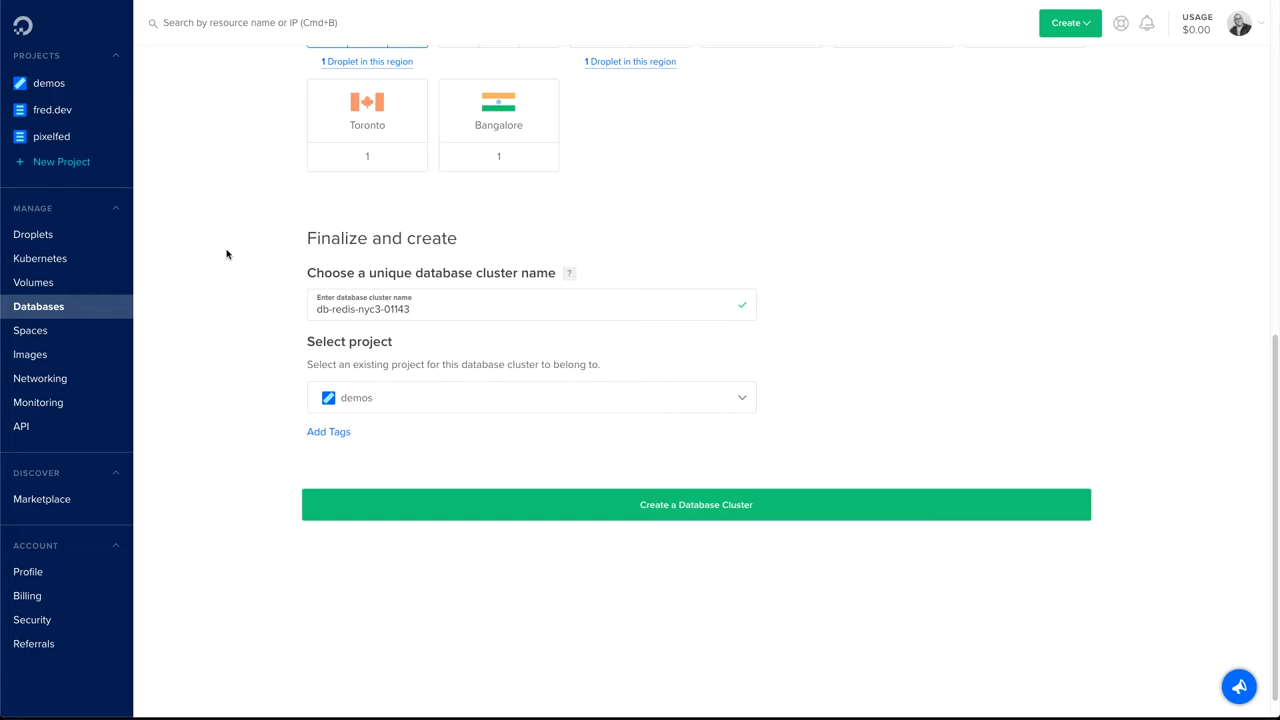 Search by resource name or IP (Cmd+B)
Create
USAGE
$0.00
PROJECTS
demos
fred.dev
pixelfed
+ New Project
MANAGE
Droplets
Kubernetes
Volumes
Databases
Spaces
Images
Networking
Monitoring
API
DISCOVER
Marketplace
ACCOUNT
Profile
Billing
Security
Referrals
1 Droplet in this region
1 Droplet in this region
Toronto
1
Bangalore
1
Finalize and create
Choose a unique database cluster name ?
Enter database cluster name
db-redis-nyc3-01143
Select project
Select an existing project for this database cluster to belong to.
demos
Add Tags
Create a Database Cluster